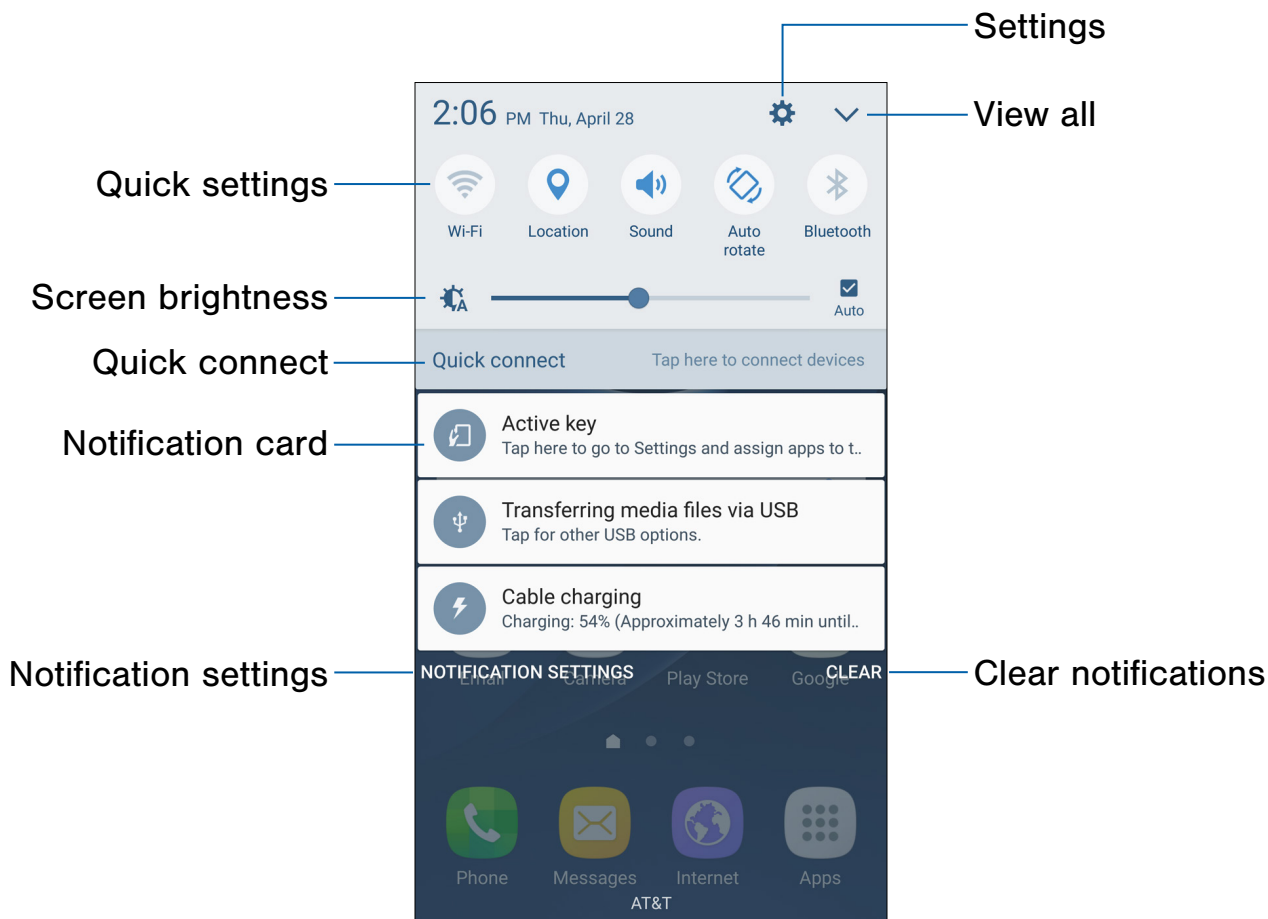 Settings
2:06 PM Thu, April 28
View all
Quick settings
Wi-Fi
Location
Sound
Auto
rotate
Bluetooth
Screen brightness
A
Auto
Quick connect
Quick connect
Tap here to connect devices
Notification card
Active key
Tap here to go to Settings and assign apps to t..
Transferring media files via USB
Tap for other USB options.
Cable charging
Charging: 54% (Approximately 3 h 46 min until..
Notification settings
NOTIFICATION SETTINGS
CLEAR
Clear notifications
Email
Camera
Play Store
Google
Phone
Messages
Internet
Apps
AT&T